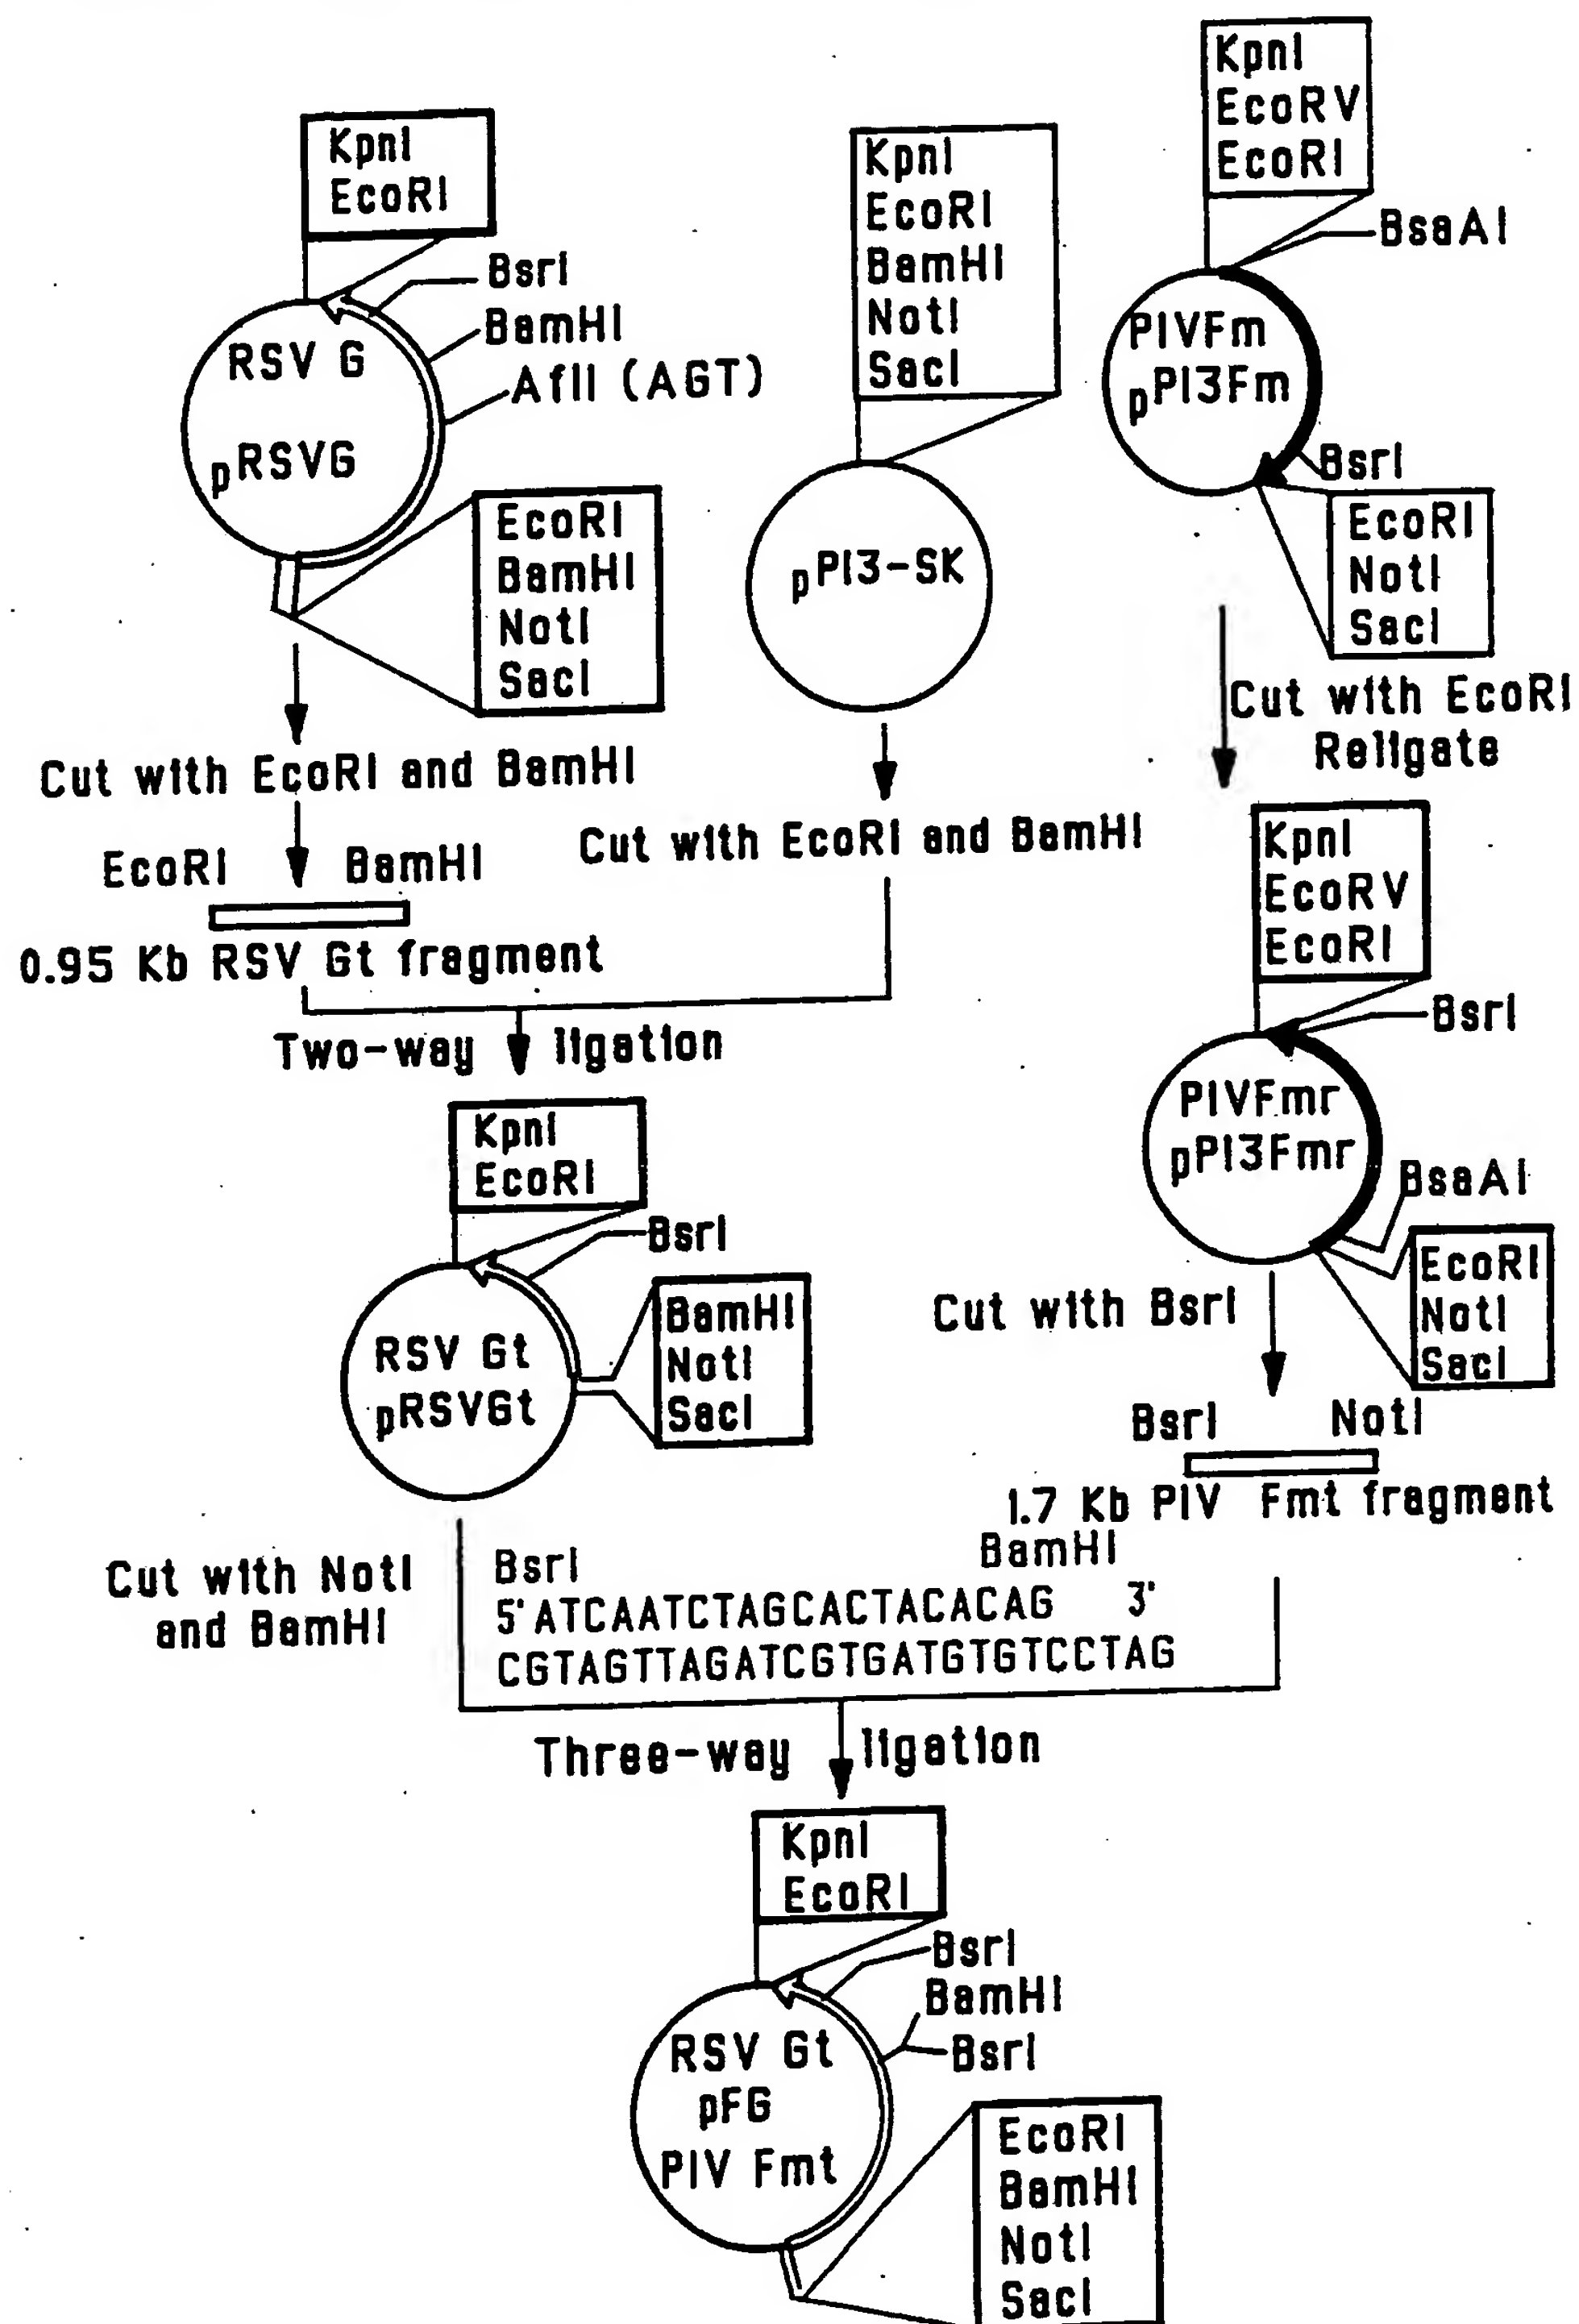 KpnI
EcoRI
BsrI
BamHI
AflII (AGT)
RSV G
pRSVG
EcoRI
BamHI
NotI
SacI
Cut with EcoRI and BamHI
EcoRI BamHI
0.95 Kb RSV Gt fragment
KpnI
EcoRI
BamHI
NotI
SacI
pPI3-SK
Cut with EcoRI and BamHI
KpnI
EcoRV
EcoRI
BsaAI
PIVFm
pPI3Fm
BsrI
EcoRI
NotI
SacI
Cut with EcoRI
Religate
Two-way ligation
KpnI
EcoRI
BsrI
RSV Gt
pRSVGt
BamHI
NotI
SacI
KpnI
EcoRV
EcoRI
BsrI
PIVFmr
pPI3Fmr
BsaAI
EcoRI
NotI
SacI
Cut with BsrI
BsrI NotI
1.7 Kb PIV Fmt fragment
Cut with NotI
and BamHI
BsrI BamHI
5' ATCAATCTAGCACTACACAG 3'
CGTAGTTAGATCGTGATGTGTCCTAG
Three-way ligation
KpnI
EcoRI
BsrI
BamHI
BsrI
RSV Gt
pFG
PIV Fmt
EcoRI
BamHI
NotI
SacI